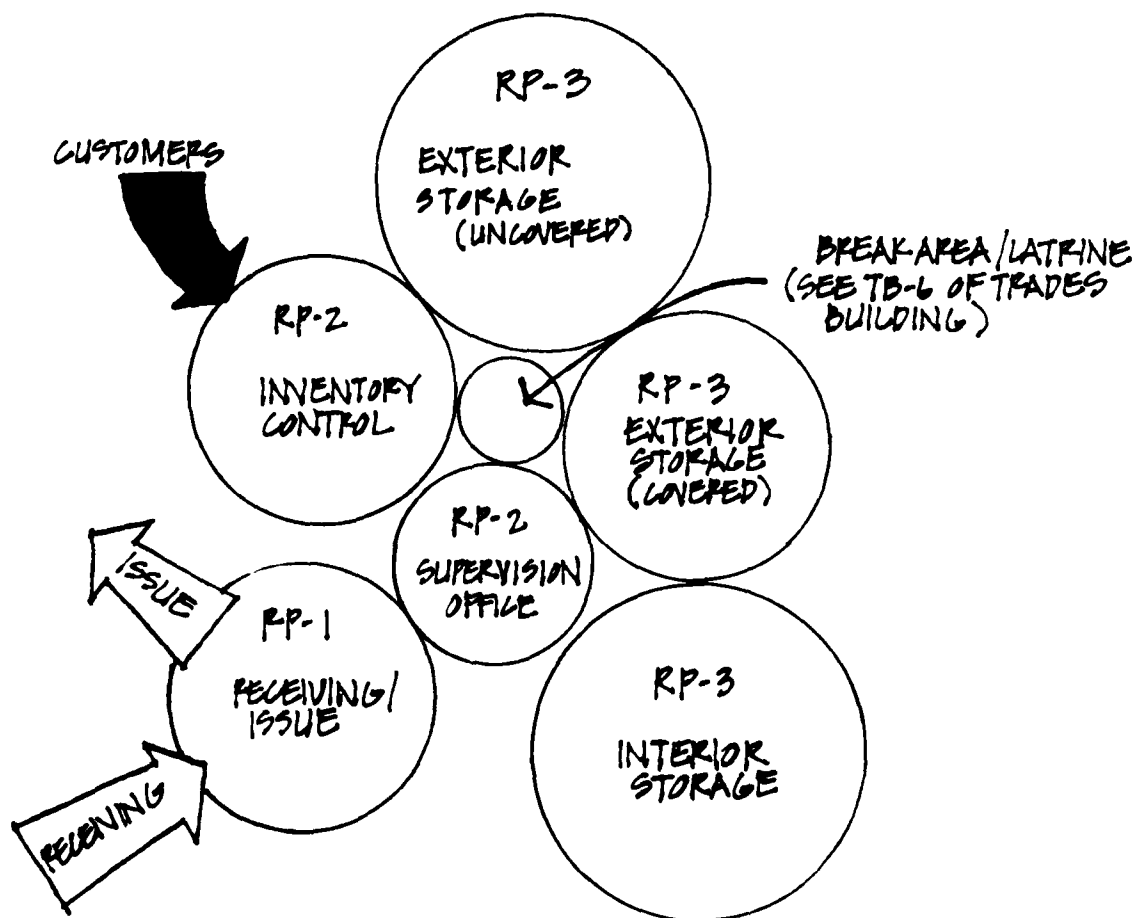 RP-3
EXTERIOR
STORAGE
(UNCOVERED)
CUSTOMERS
BREAK AREA/LATRINE
(SEE TB-6 OF TRADES
BUILDING)
RP-2
INVENTORY
CONTROL
RP-3
EXTERIOR
STORAGE
(COVERED)
RP-2
SUPERVISION
OFFICE
ISSUE
RP-1
RECEIVING/
ISSUE
RECEIVING
RP-3
INTERIOR
STORAGE